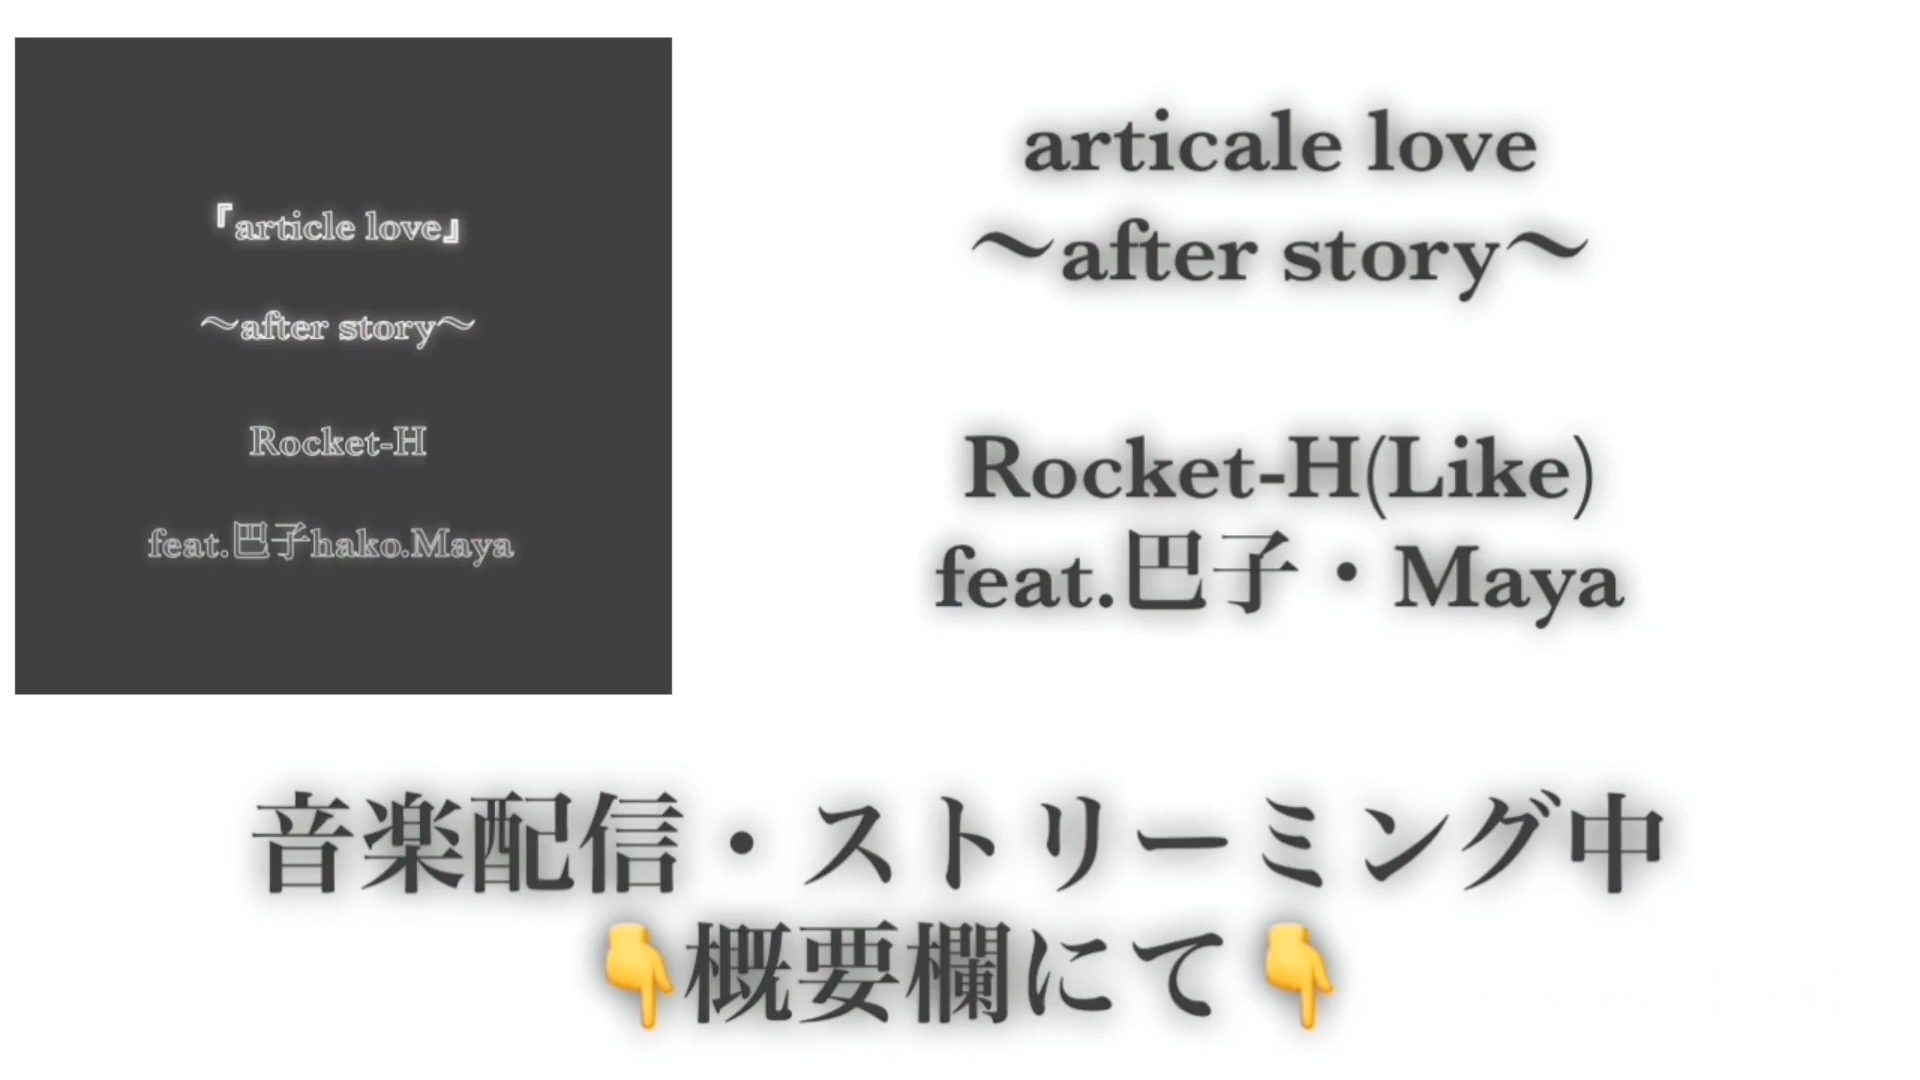 『article love』
〜after story〜
Rocket-H
feat.巴子hako.Maya
articale love
〜after story〜
Rocket-H(Like)
feat.巴子・Maya
音楽配信・ストリーミング中
👇概要欄にて👇